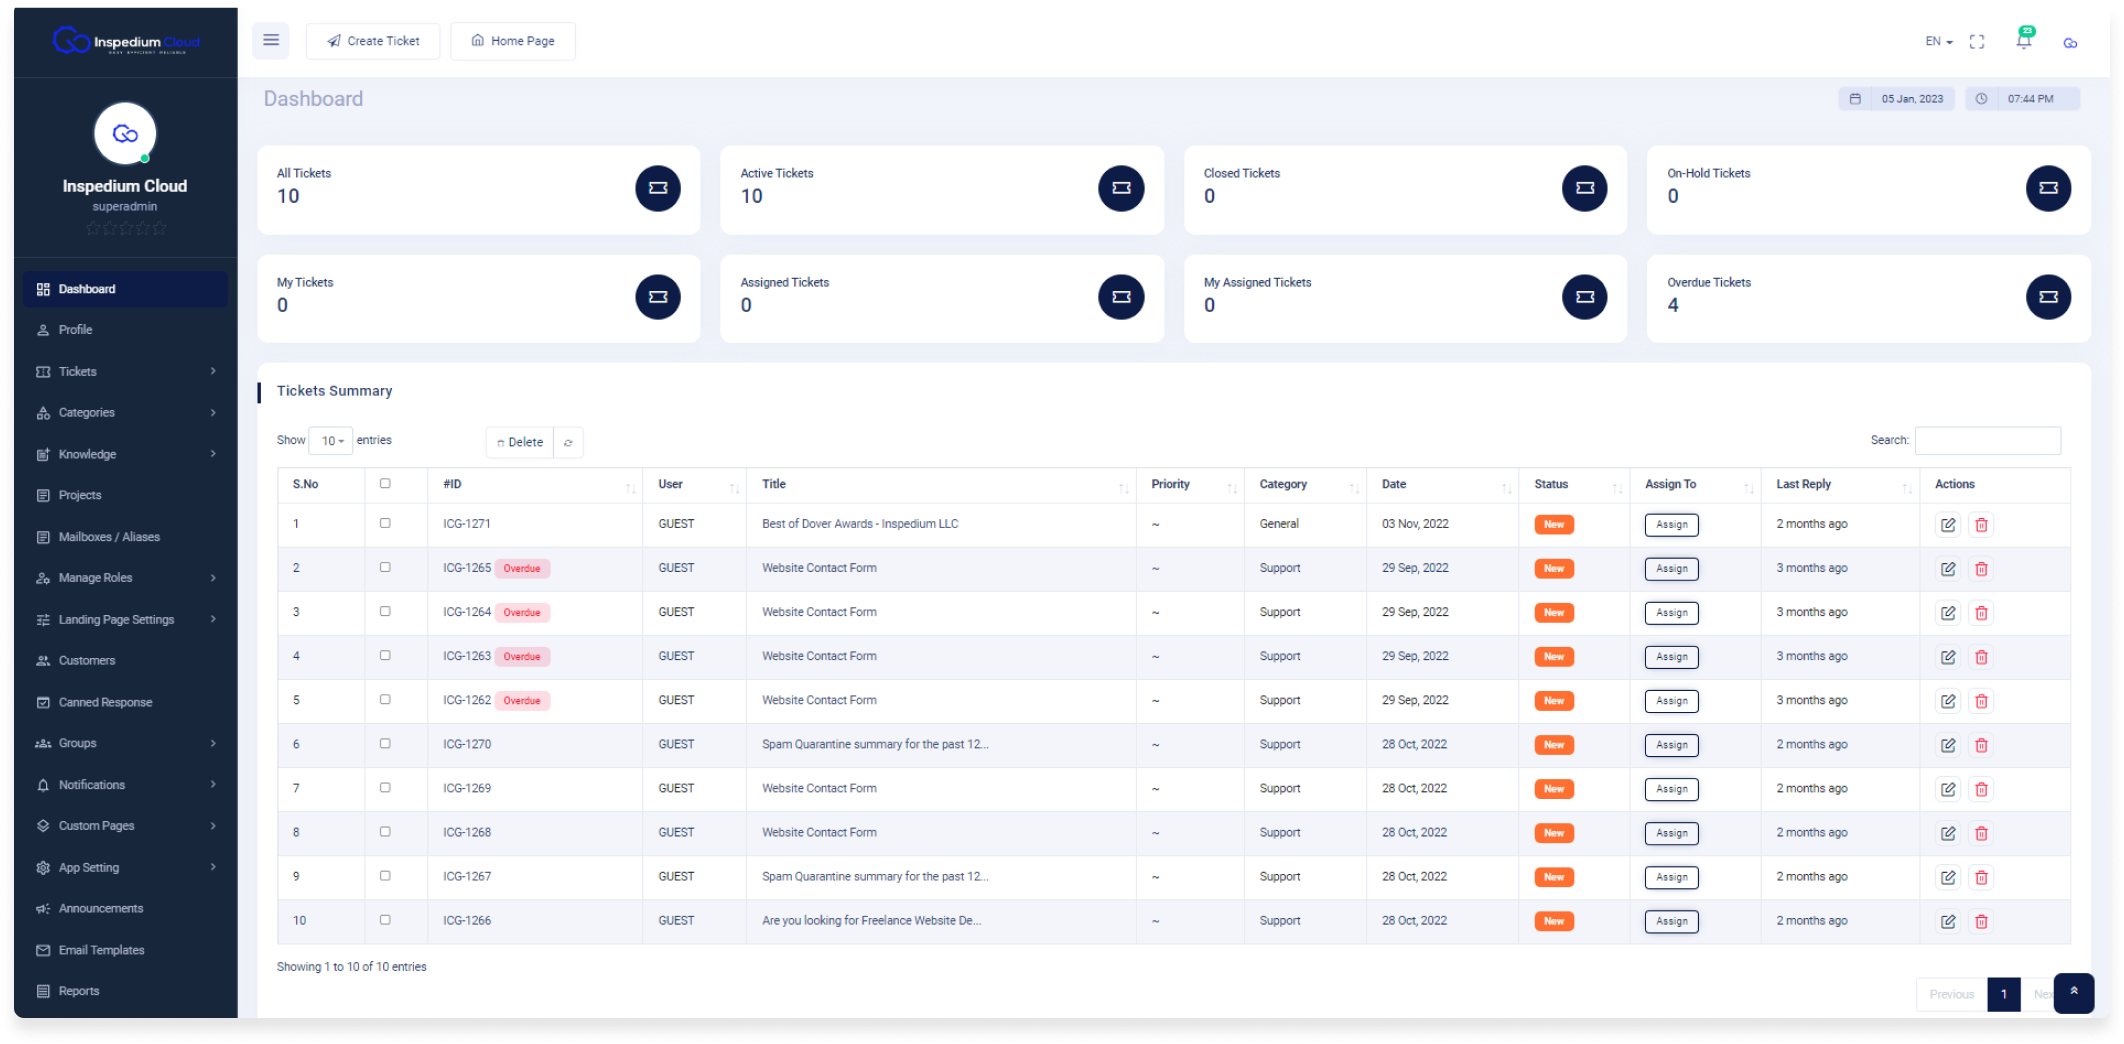 Inspedium Cloud
EASY EFFICIENT RELIABLE
Create Ticket
Home Page
EN
23
Inspedium Cloud
superadmin
Dashboard
Profile
Tickets
Categories
Knowledge
Projects
Mailboxes / Aliases
Manage Roles
Landing Page Settings
Customers
Canned Response
Groups
Notifications
Custom Pages
App Setting
Announcements
Email Templates
Reports
Dashboard
05 Jan, 2023 07:44 PM
All Tickets
10
Active Tickets
10
Closed Tickets
0
On-Hold Tickets
0
My Tickets
0
Assigned Tickets
0
My Assigned Tickets
0
Overdue Tickets
4
Tickets Summary
Show 10 entries
Delete
Search:
S.No #ID User Title Priority Category Date Status Assign To Last Reply Actions
1 ICG-1271 GUEST Best of Dover Awards - Inspedium LLC ~ General 03 Nov, 2022 New Assign 2 months ago
2 ICG-1265 Overdue GUEST Website Contact Form ~ Support 29 Sep, 2022 New Assign 3 months ago
3 ICG-1264 Overdue GUEST Website Contact Form ~ Support 29 Sep, 2022 New Assign 3 months ago
4 ICG-1263 Overdue GUEST Website Contact Form ~ Support 29 Sep, 2022 New Assign 3 months ago
5 ICG-1262 Overdue GUEST Website Contact Form ~ Support 29 Sep, 2022 New Assign 3 months ago
6 ICG-1270 GUEST Spam Quarantine summary for the past 12... ~ Support 28 Oct, 2022 New Assign 2 months ago
7 ICG-1269 GUEST Website Contact Form ~ Support 28 Oct, 2022 New Assign 2 months ago
8 ICG-1268 GUEST Website Contact Form ~ Support 28 Oct, 2022 New Assign 2 months ago
9 ICG-1267 GUEST Spam Quarantine summary for the past 12... ~ Support 28 Oct, 2022 New Assign 2 months ago
10 ICG-1266 GUEST Are you looking for Freelance Website De... ~ Support 28 Oct, 2022 New Assign 2 months ago
Showing 1 to 10 of 10 entries
Previous 1 Nex